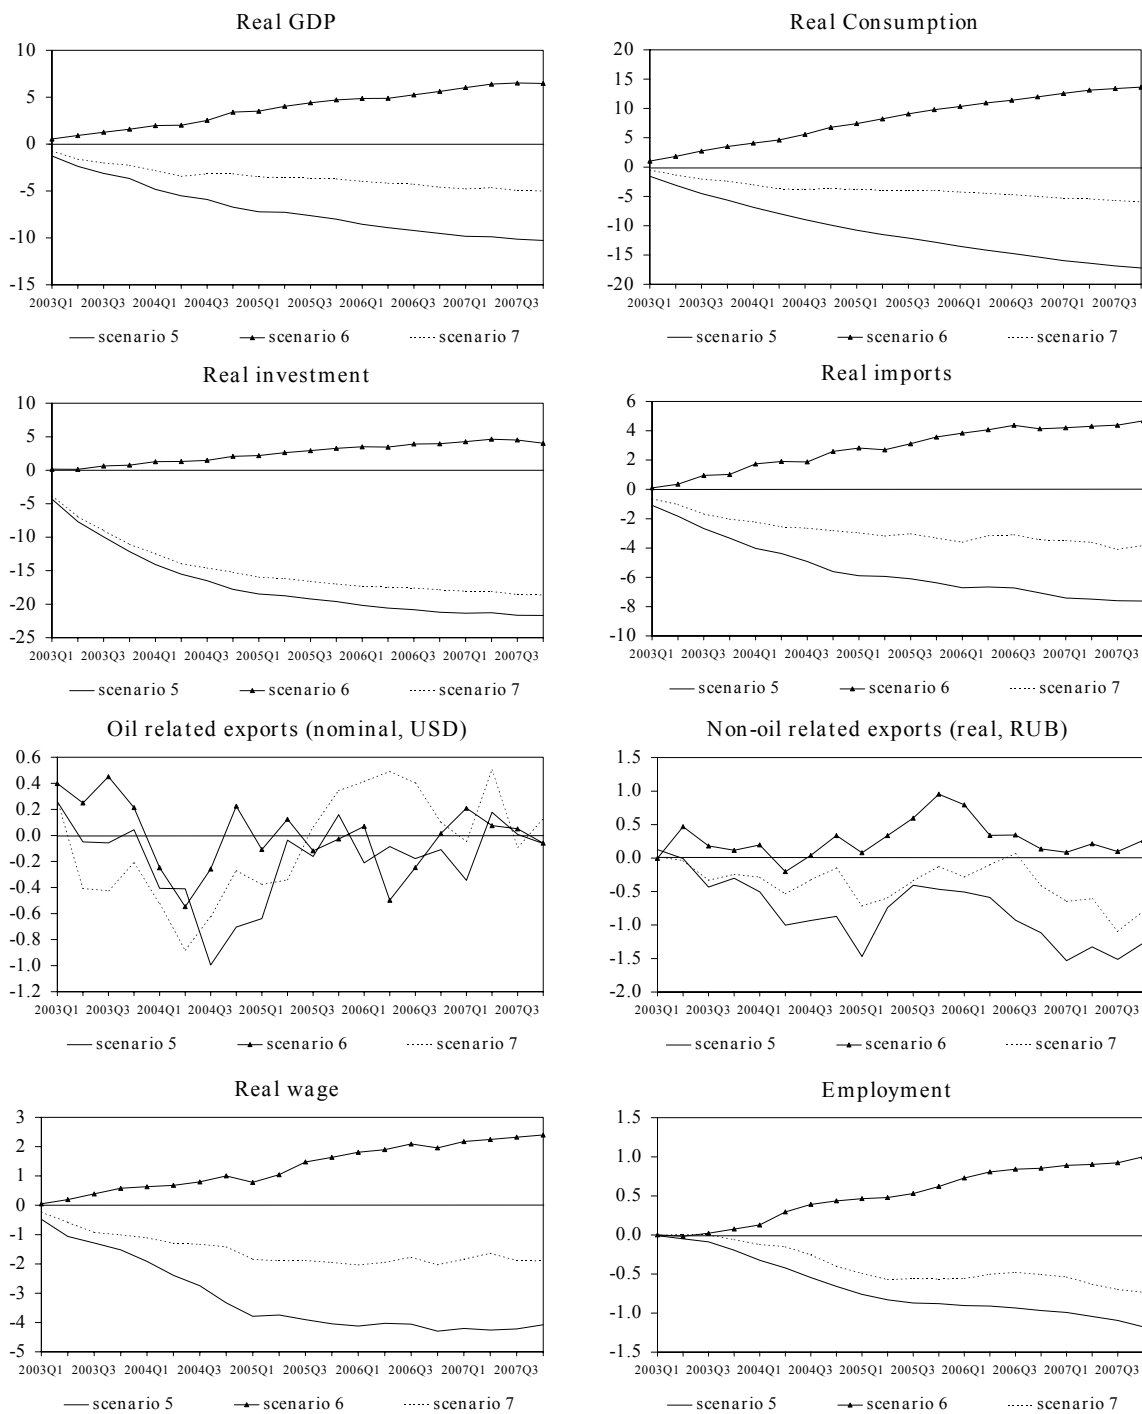 Real GDP
10
5
0
-5
-10
-15
2003Q1 2003Q3 2004Q1 2004Q3 2005Q1 2005Q3 2006Q1 2006Q3 2007Q1 2007Q3
scenario 5 scenario 6 scenario 7
Real Consumption
20
15
10
5
0
-5
-10
-15
-20
2003Q1 2003Q3 2004Q1 2004Q3 2005Q1 2005Q3 2006Q1 2006Q3 2007Q1 2007Q3
scenario 5 scenario 6 scenario 7
Real investment
10
5
0
-5
-10
-15
-20
-25
2003Q1 2003Q3 2004Q1 2004Q3 2005Q1 2005Q3 2006Q1 2006Q3 2007Q1 2007Q3
scenario 5 scenario 6 scenario 7
Real imports
6
4
2
0
-2
-4
-6
-8
-10
2003Q1 2003Q3 2004Q1 2004Q3 2005Q1 2005Q3 2006Q1 2006Q3 2007Q1 2007Q3
scenario 5 scenario 6 scenario 7
Oil related exports (nominal, USD)
0.6
0.4
0.2
0.0
-0.2
-0.4
-0.6
-0.8
-1.0
-1.2
2003Q1 2003Q3 2004Q1 2004Q3 2005Q1 2005Q3 2006Q1 2006Q3 2007Q1 2007Q3
scenario 5 scenario 6 scenario 7
Non-oil related exports (real, RUB)
1.5
1.0
0.5
0.0
-0.5
-1.0
-1.5
-2.0
2003Q1 2003Q3 2004Q1 2004Q3 2005Q1 2005Q3 2006Q1 2006Q3 2007Q1 2007Q3
scenario 5 scenario 6 scenario 7
Real wage
3
2
1
0
-1
-2
-3
-4
-5
2003Q1 2003Q3 2004Q1 2004Q3 2005Q1 2005Q3 2006Q1 2006Q3 2007Q1 2007Q3
scenario 5 scenario 6 scenario 7
Employment
1.5
1.0
0.5
0.0
-0.5
-1.0
-1.5
2003Q1 2003Q3 2004Q1 2004Q3 2005Q1 2005Q3 2006Q1 2006Q3 2007Q1 2007Q3
scenario 5 scenario 6 scenario 7